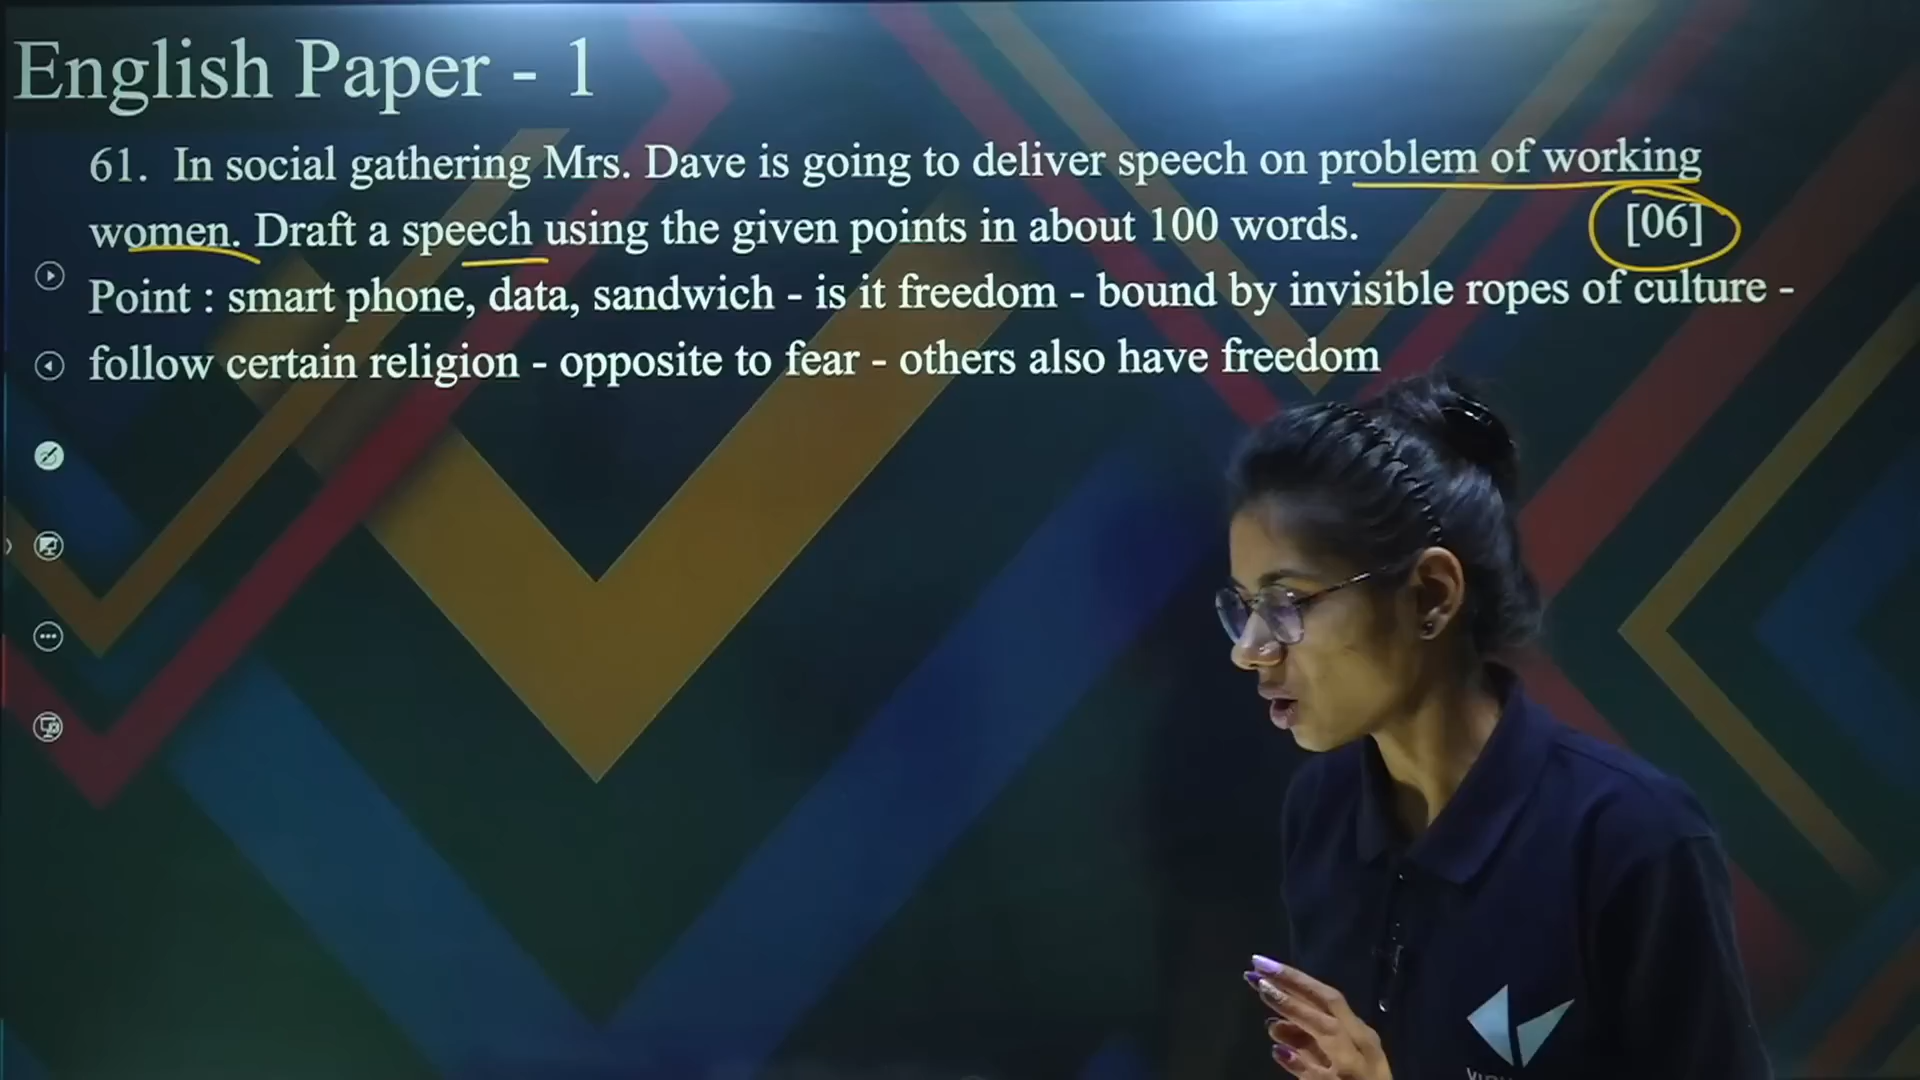 English Paper - 1
61. In social gathering Mrs. Dave is going to deliver speech on problem of working
women. Draft a speech using the given points in about 100 words. [06]
Point : smart phone, data, sandwich - is it freedom - bound by invisible ropes of culture -
follow certain religion - opposite to fear - others also have freedom